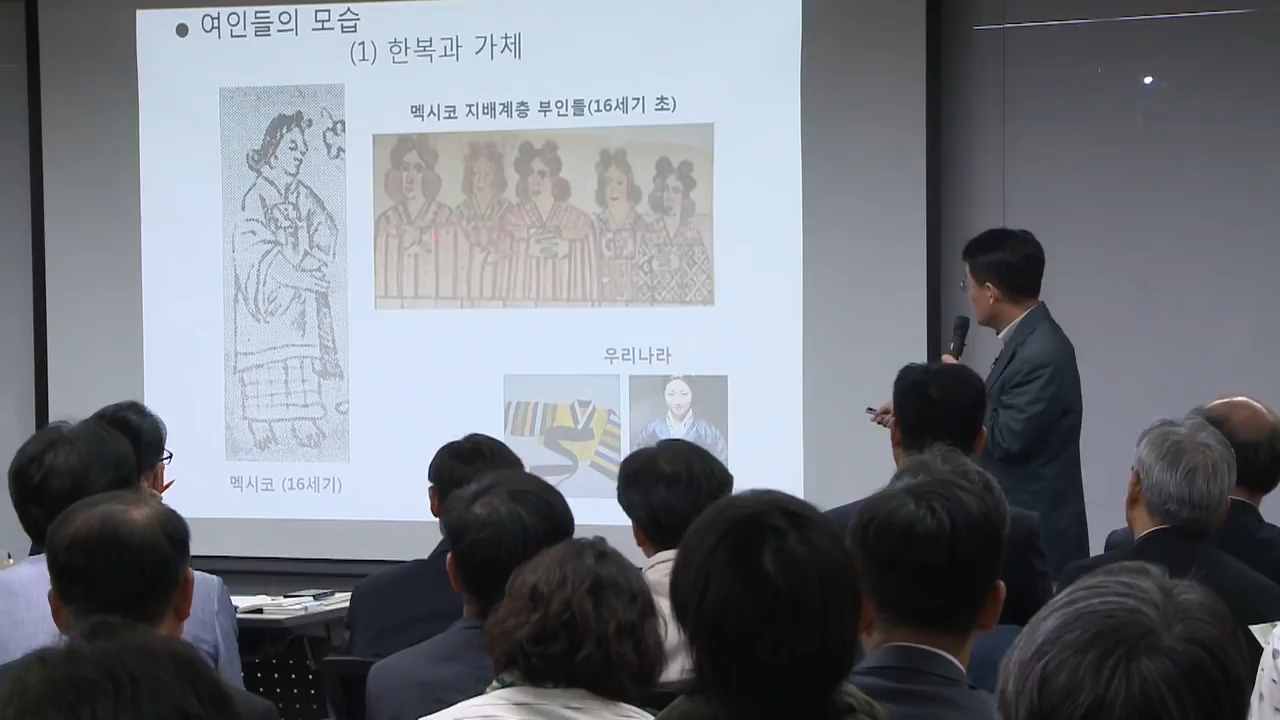 ● 여인들의 모습
(1) 한복과 가체
멕시코 지배계층 부인들(16세기 초)
우리나라
멕시코 (16세기)